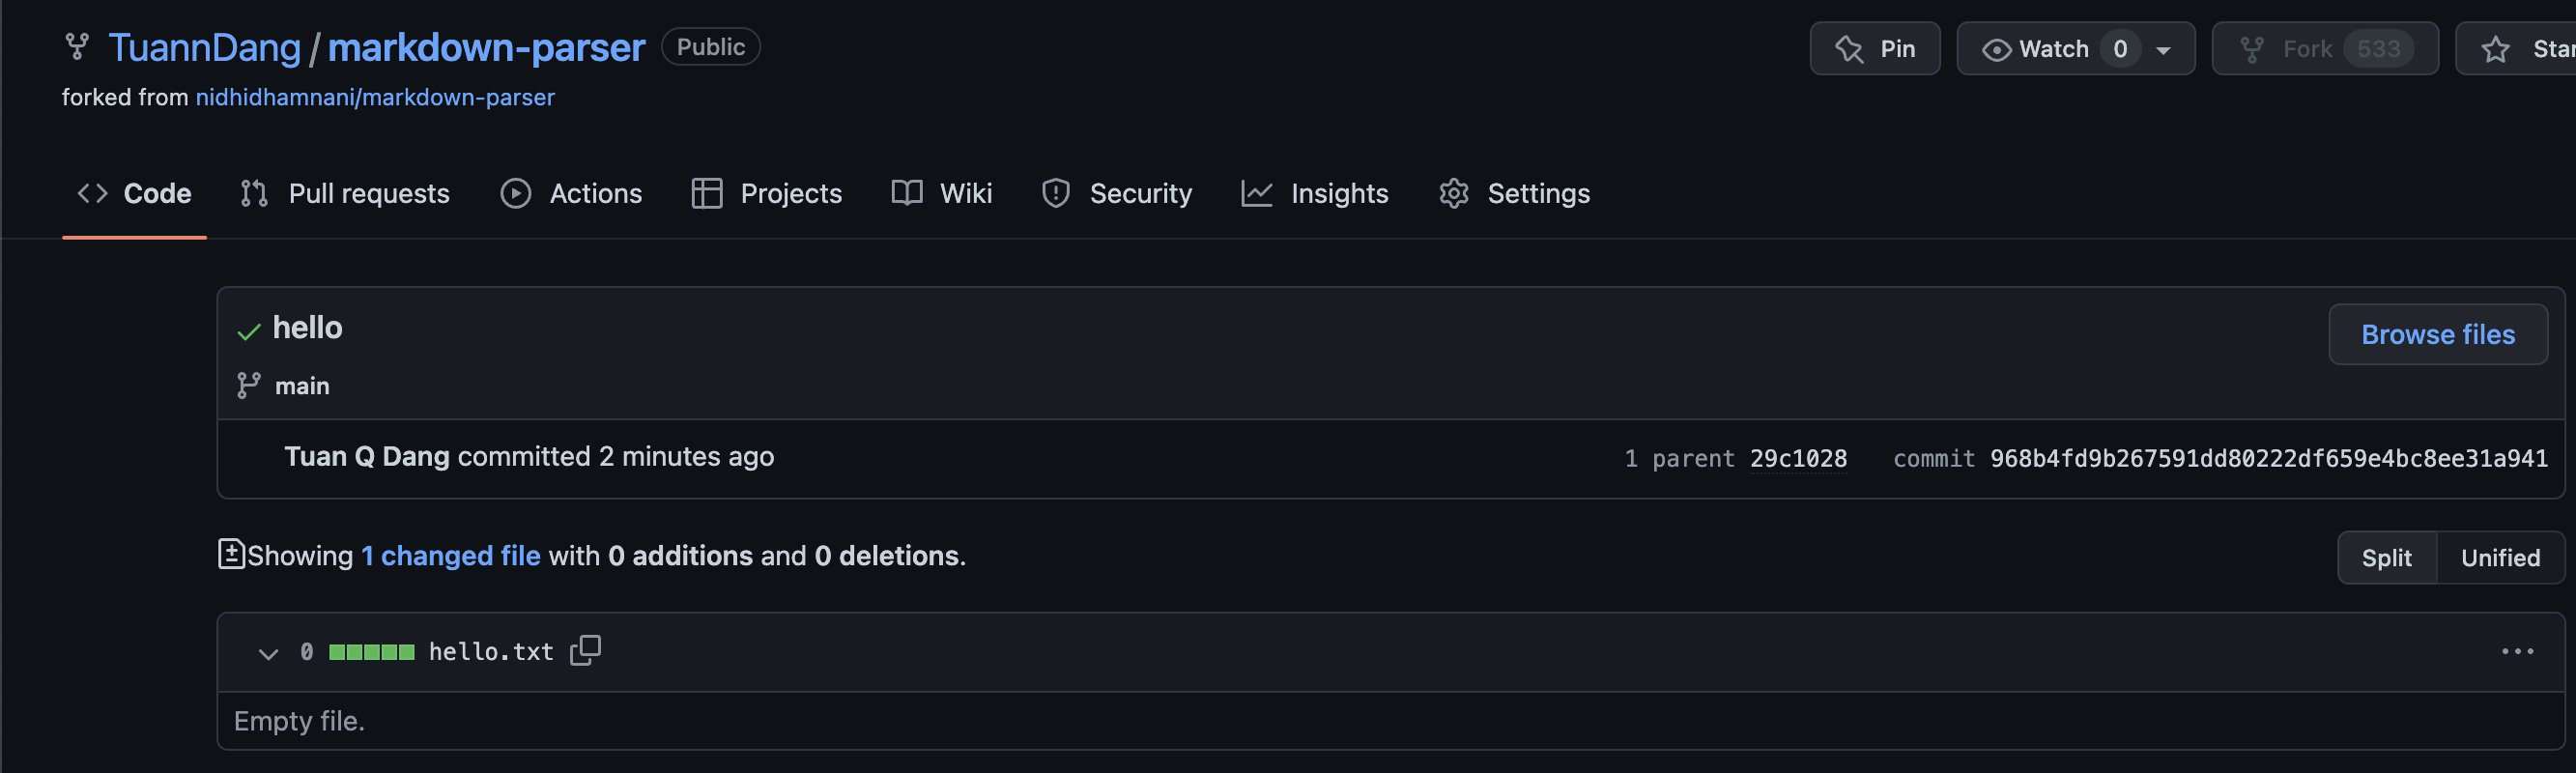 TuannDang / markdown-parser Public
Pin Watch 0 Fork 533 Star
forked from nidhidhamnani/markdown-parser
Code Pull requests Actions Projects Wiki Security Insights Settings
hello
Browse files
main
Tuan Q Dang committed 2 minutes ago 1 parent 29c1028 commit 968b4fd9b267591dd80222df659e4bc8ee31a941
Showing 1 changed file with 0 additions and 0 deletions.
Split Unified
0 hello.txt
Empty file.